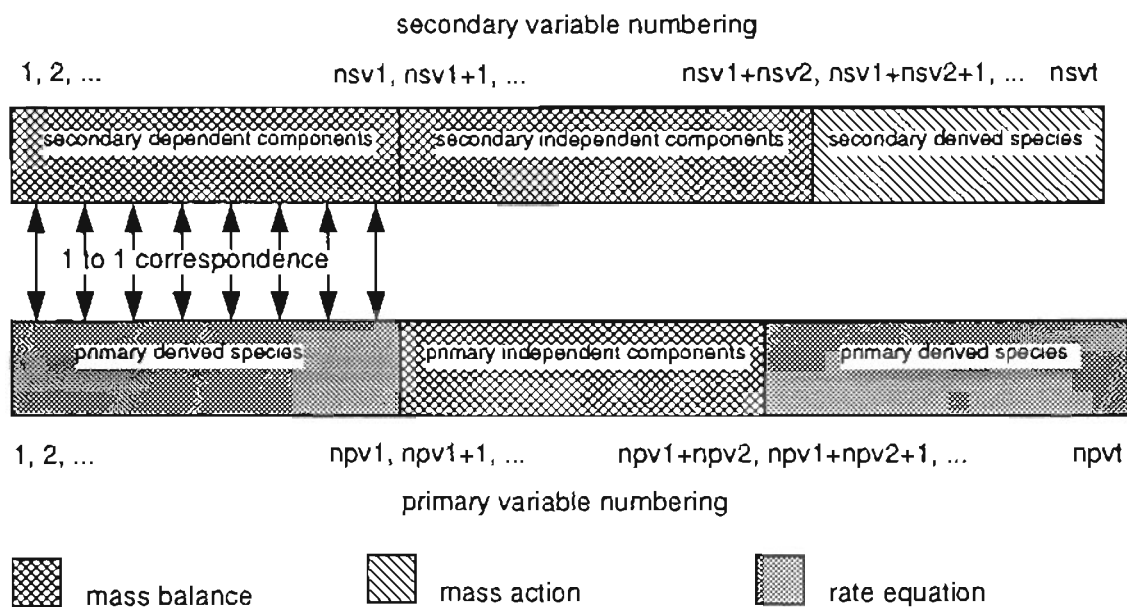 secondary variable numbering
1, 2, ... nsv1, nsv1+1, ... nsv1+nsv2, nsv1+nsv2+1, ... nsvt
secondary dependent components secondary independent components secondary derived species
1 to 1 correspondence
primary derived species primary independent components primary derived species
1, 2, ... npv1, npv1+1, ... npv1+npv2, npv1+npv2+1, ... npvt
primary variable numbering
mass balance mass action rate equation